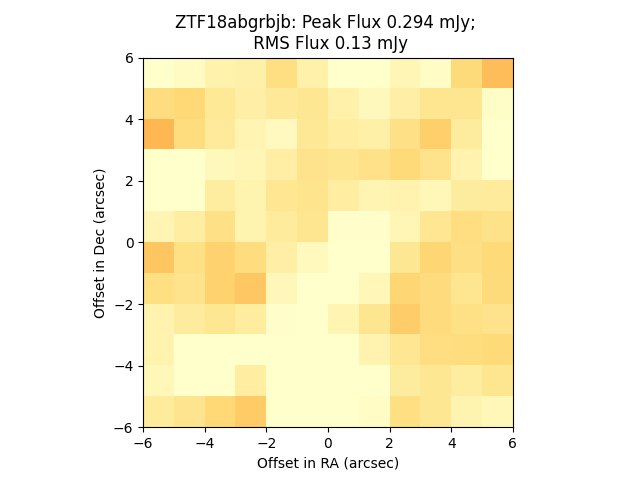 ZTF18abgrbjb: Peak Flux 0.294 mJy;
RMS Flux 0.13 mJy
6
4
2
0
−2
−4
−6
Offset in Dec (arcsec)
−6 −4 −2 0 2 4 6
Offset in RA (arcsec)